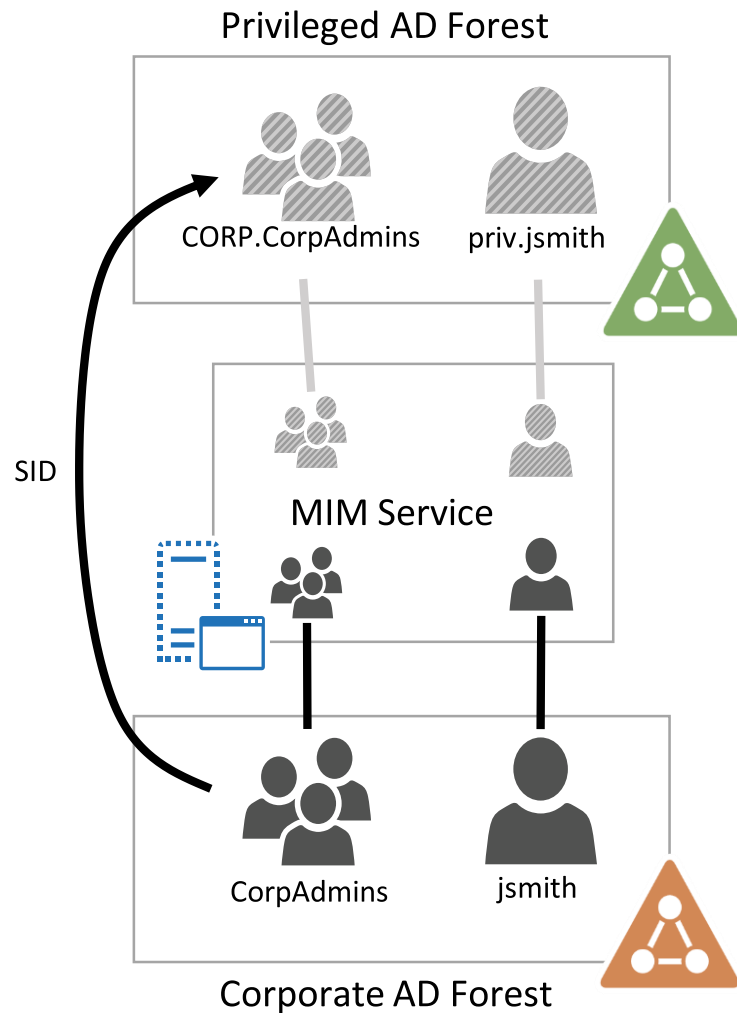 Privileged AD Forest
CORP.CorpAdmins
priv.jsmith
SID
MIM Service
CorpAdmins
jsmith
Corporate AD Forest